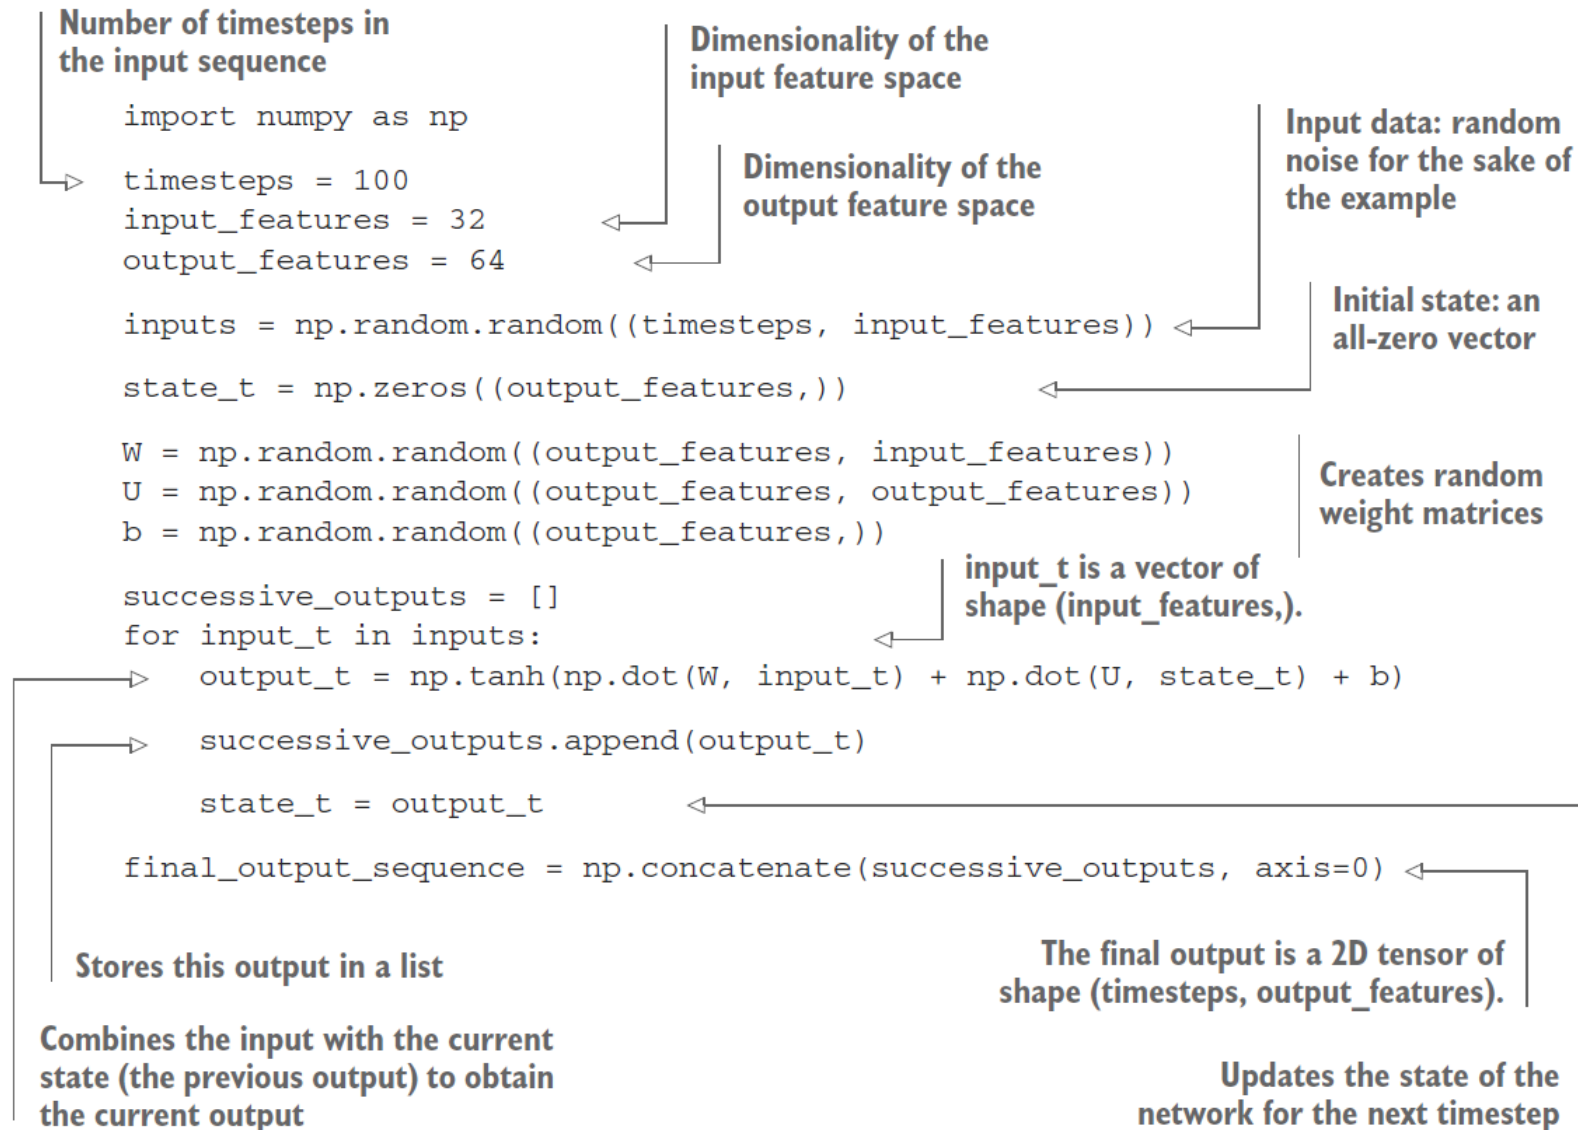 Number of timesteps in
the input sequence
Dimensionality of the
input feature space
import numpy as np
Input data: random
noise for the sake of
the example
Dimensionality of the
output feature space
timesteps = 100
input_features = 32
output_features = 64
Initial state: an
all-zero vector
inputs = np.random.random((timesteps, input_features))
state_t = np.zeros((output_features,))
W = np.random.random((output_features, input_features))
U = np.random.random((output_features, output_features))
b = np.random.random((output_features,))
Creates random
weight matrices
input_t is a vector of
shape (input_features,).
successive_outputs = []
for input_t in inputs:
output_t = np.tanh(np.dot(W, input_t) + np.dot(U, state_t) + b)
successive_outputs.append(output_t)
state_t = output_t
final_output_sequence = np.concatenate(successive_outputs, axis=0)
Stores this output in a list
The final output is a 2D tensor of
shape (timesteps, output_features).
Combines the input with the current
state (the previous output) to obtain
the current output
Updates the state of the
network for the next timestep